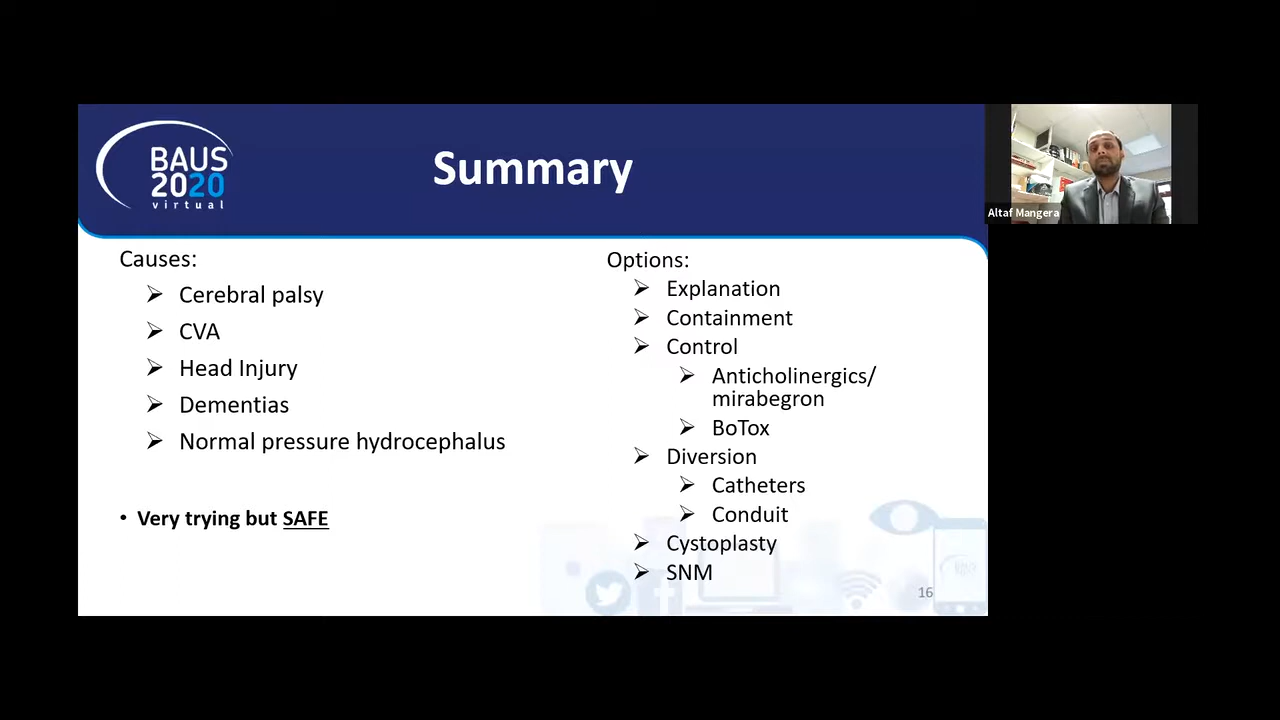 BAUS
2020
virtual
Summary
Altaf Mangera
Causes:
Cerebral palsy
CVA
Head Injury
Dementias
Normal pressure hydrocephalus
Very trying but SAFE
Options:
Explanation
Containment
Control
Anticholinergics/
mirabegron
BoTox
Diversion
Catheters
Conduit
Cystoplasty
SNM
16